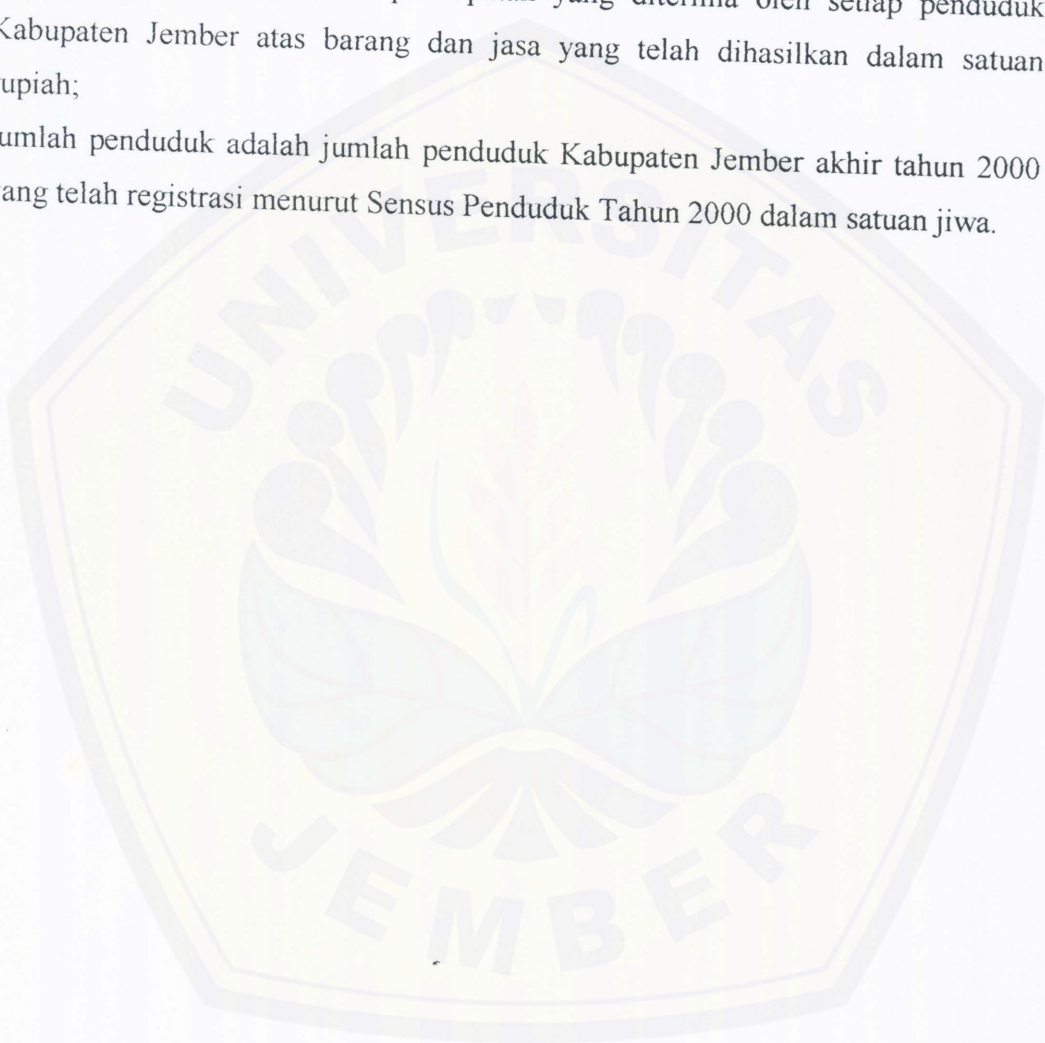 yang diterima oleh setiap penduduk
Kabupaten Jember atas barang dan jasa yang telah dihasilkan dalam satuan
upiah;
umlah penduduk adalah jumlah penduduk Kabupaten Jember akhir tahun 2000
ang telah registrasi menurut Sensus Penduduk Tahun 2000 dalam satuan jiwa.
UNIVERSITAS
JEMBER